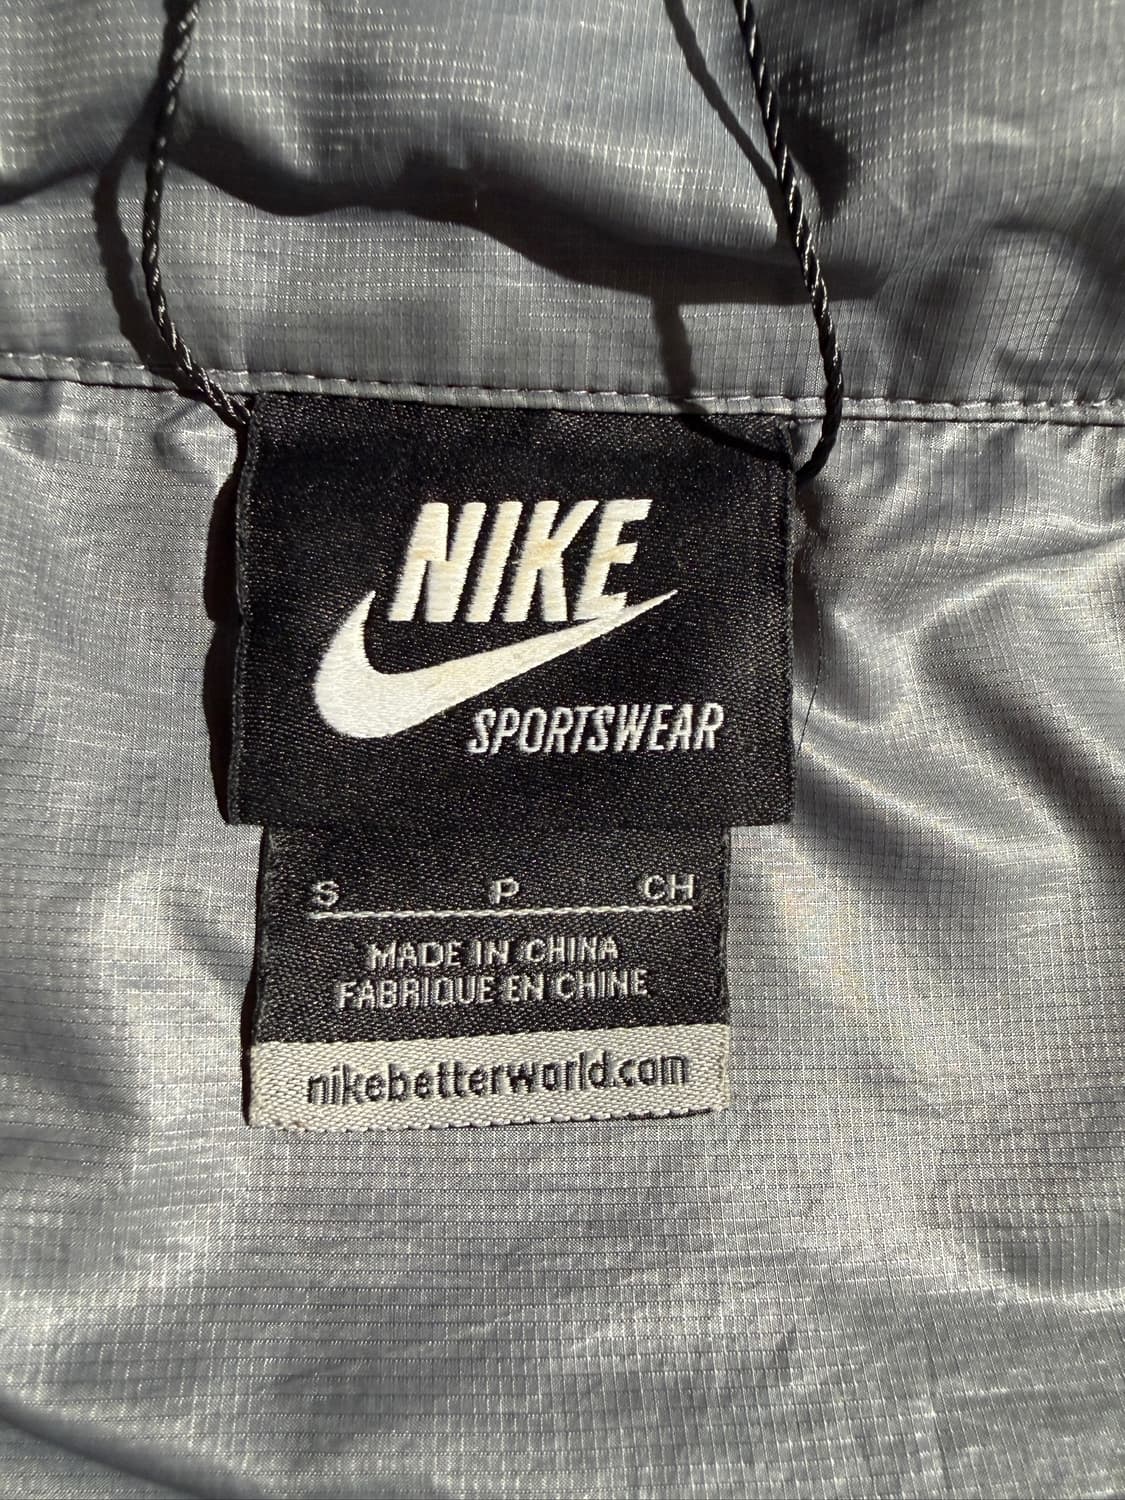 NIKE
SPORTSWEAR
S P CH
MADE IN CHINA
FABRIQUE EN CHINE
nikebetterworld.com